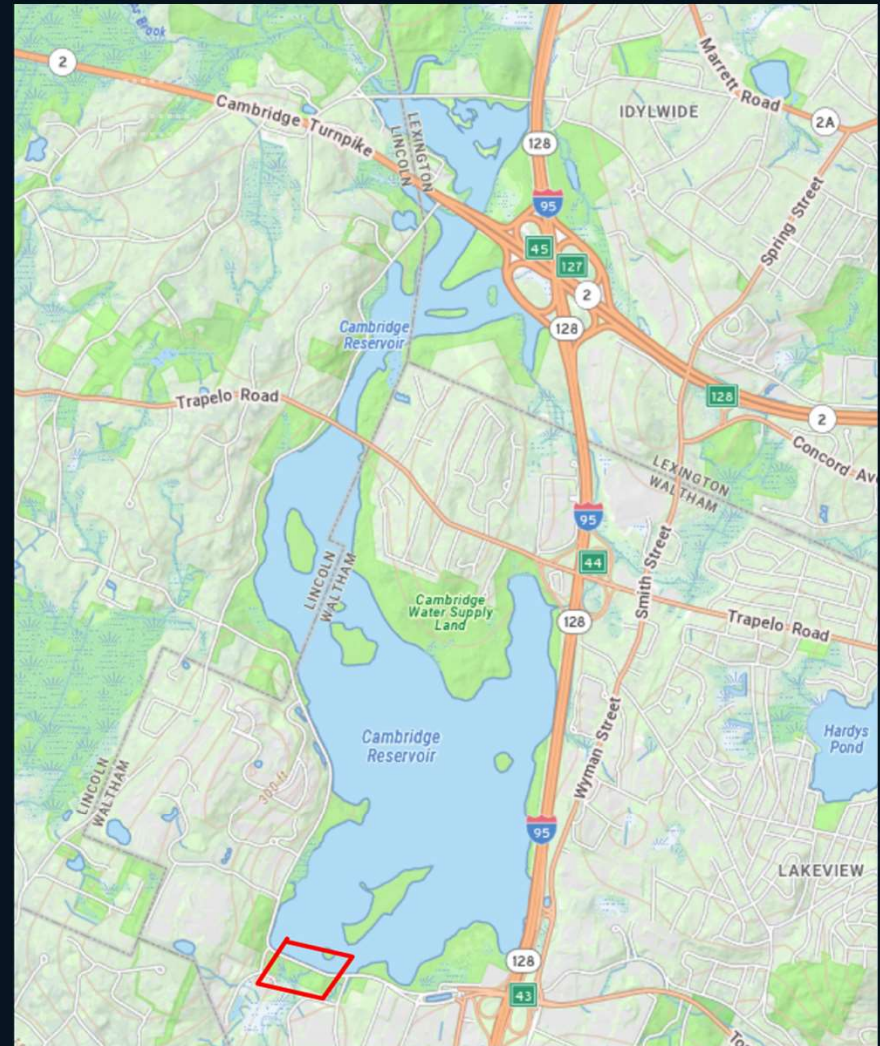 Brook
2
Marrett Road
Cambridge Turnpike
IDYLWIDE
2A
LEXINGTON
LINCOLN
128
95
Spring Street
45
127
2
128
Cambridge
Reservoir
Trapelo Road
128
2
Concord Av
LEXINGTON
WALTHAM
95
Smith Street
44
LINCOLN
WALTHAM
Cambridge
Water Supply
Land
128
Trapelo Road
Cambridge
Reservoir
Hardys
Pond
Wyman Street
LINCOLN
WALTHAM
300 ft
95
LAKEVIEW
128
43